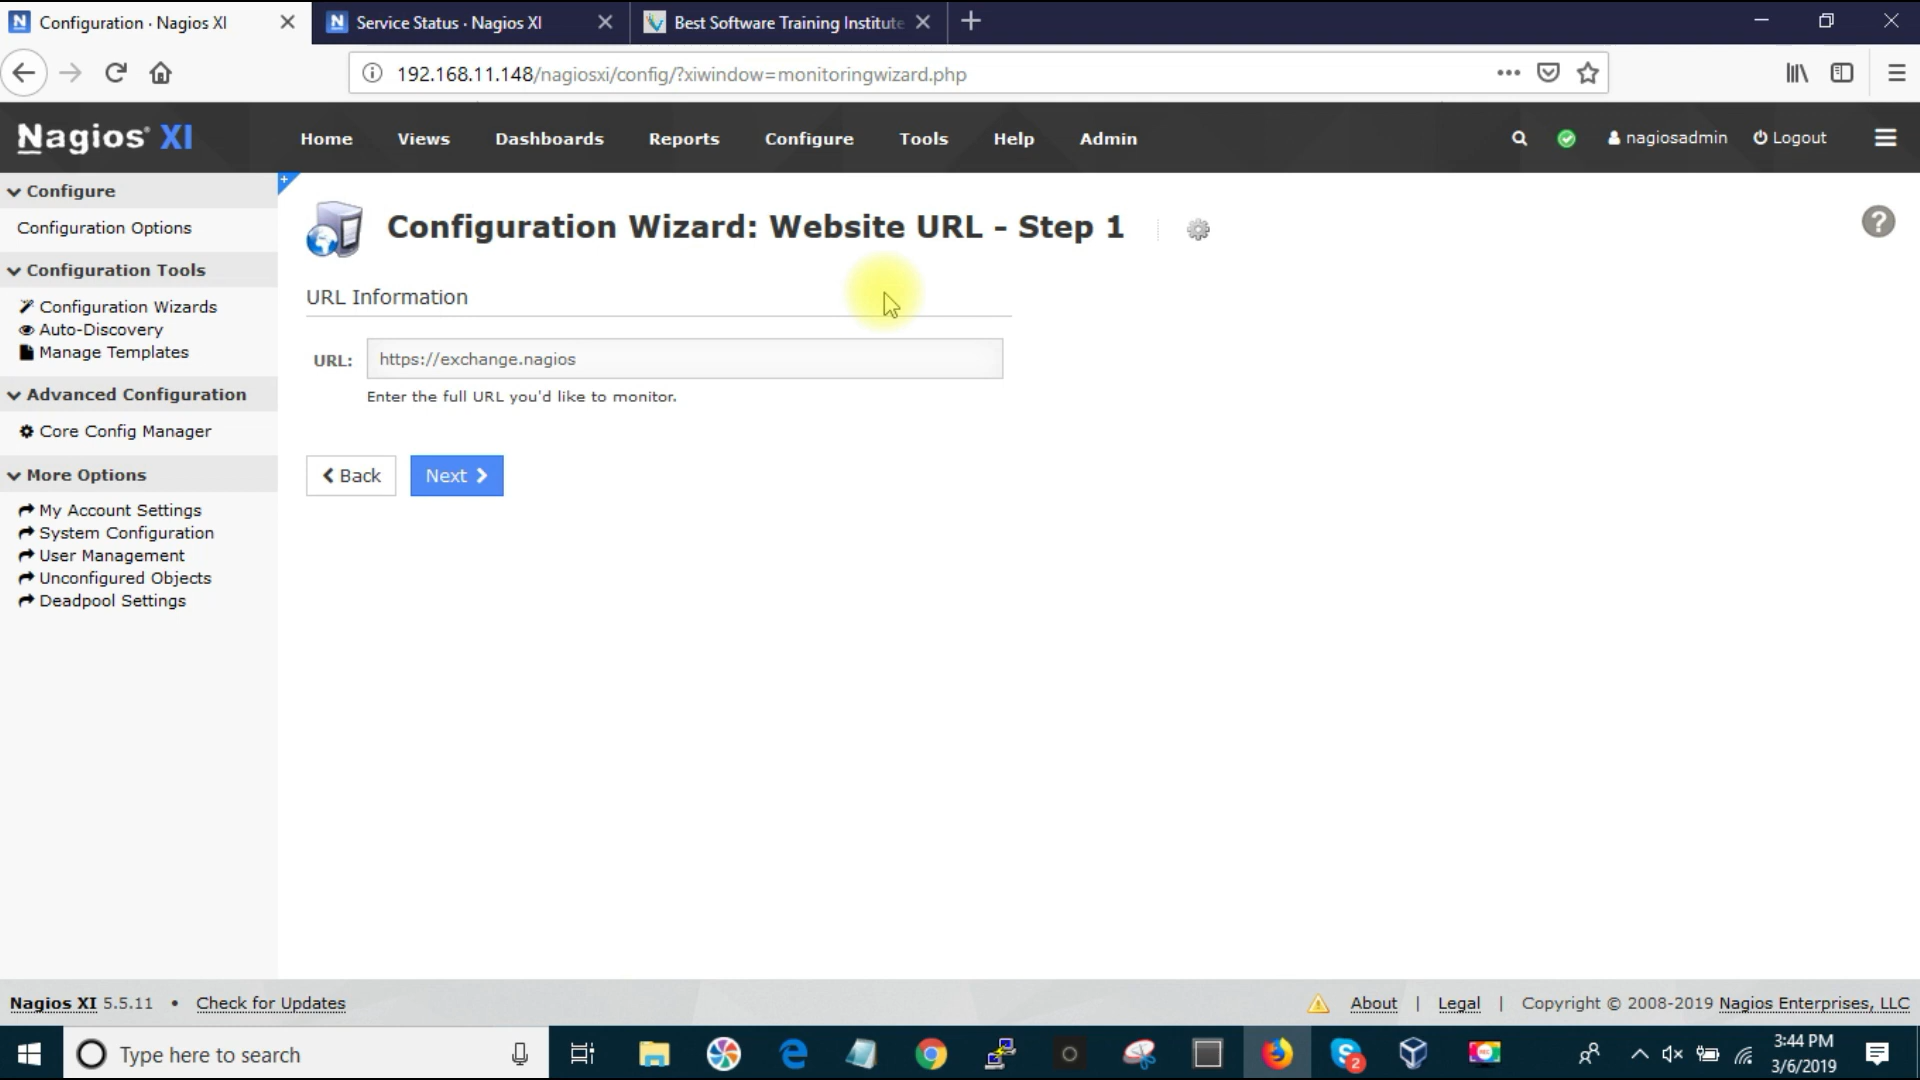 Configuration · Nagios XI
Service Status · Nagios XI
Best Software Training Institute
192.168.11.148/nagiosxi/config/?xiwindow=monitoringwizard.php
Nagios® XI
Home
Views
Dashboards
Reports
Configure
Tools
Help
Admin
nagiosadmin
Logout
Configure
Configuration Options
Configuration Tools
Configuration Wizards
Auto-Discovery
Manage Templates
Advanced Configuration
Core Config Manager
More Options
My Account Settings
System Configuration
User Management
Unconfigured Objects
Deadpool Settings
Configuration Wizard: Website URL - Step 1
?
URL Information
URL: https://exchange.nagios
Enter the full URL you'd like to monitor.
Back
Next
Nagios XI 5.5.11 • Check for Updates
About | Legal | Copyright © 2008-2019 Nagios Enterprises, LLC
Type here to search
2
3:44 PM
3/6/2019